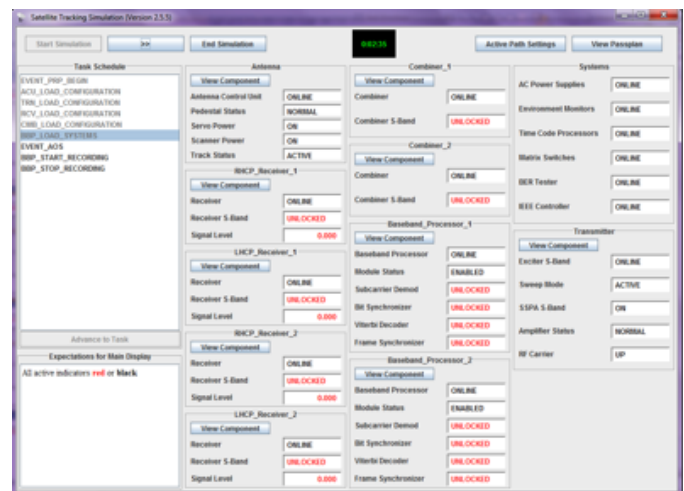 Satellite Tracking Simulation (Version 2.5.5)
Start Simulation
>>
End Simulation
0:02:35
Active Path Settings
View Passplan
Task Schedule
EVENT_PRP_BEGIN
ACU_LOAD_CONFIGURATION
TRN_LOAD_CONFIGURATION
RCV_LOAD_CONFIGURATION
CMB_LOAD_CONFIGURATION
BBP_LOAD_SYSTEMS
EVENT_AOS
BBP_START_RECORDING
BBP_STOP_RECORDING
Advance to Task
Expectations for Main Display
All active indicators red or black
Antenna
View Component
Antenna Control Unit ONLINE
Pedestal Status NORMAL
Servo Power ON
Scanner Power ON
Track Status ACTIVE
RHCP_Receiver_1
View Component
Receiver ONLINE
Receiver S-Band UNLOCKED
Signal Level 0.000
LHCP_Receiver_1
View Component
Receiver ONLINE
Receiver S-Band UNLOCKED
Signal Level 0.000
RHCP_Receiver_2
View Component
Receiver ONLINE
Receiver S-Band UNLOCKED
Signal Level 0.000
LHCP_Receiver_2
View Component
Receiver ONLINE
Receiver S-Band UNLOCKED
Signal Level 0.000
Combiner_1
View Component
Combiner ONLINE
Combiner S-Band UNLOCKED
Combiner_2
View Component
Combiner ONLINE
Combiner S-Band UNLOCKED
Baseband_Processor_1
View Component
Baseband Processor ONLINE
Module Status ENABLED
Subcarrier Demod UNLOCKED
Bit Synchronizer UNLOCKED
Viterbi Decoder UNLOCKED
Frame Synchronizer UNLOCKED
Baseband_Processor_2
View Component
Baseband Processor ONLINE
Module Status ENABLED
Subcarrier Demod UNLOCKED
Bit Synchronizer UNLOCKED
Viterbi Decoder UNLOCKED
Frame Synchronizer UNLOCKED
Systems
AC Power Supplies ONLINE
Environment Monitors ONLINE
Time Code Processors ONLINE
Matrix Switches ONLINE
BER Tester ONLINE
IEEE Controller ONLINE
Transmitter
View Component
Exciter S-Band ONLINE
Sweep Mode ACTIVE
SSPA S-Band ON
Amplifier Status NORMAL
RF Carrier UP